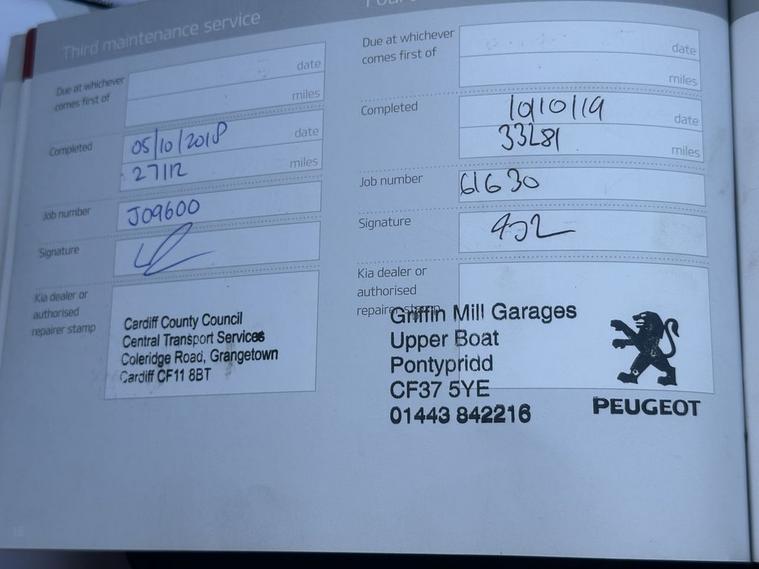 Third maintenance service
Due at whichever
comes first of
date
miles
Completed
05/10/2018
date
27112
miles
Job number
J09600
Signature
Kia dealer or
authorised
repairer stamp
Cardiff County Council
Central Transport Services
Coleridge Road, Grangetown
Cardiff CF11 8BT
Due at whichever
comes first of
date
miles
Completed
10/10/19
date
33281
miles
Job number
61630
Signature
Kia dealer or
authorised
repairer stamp
Griffin Mill Garages
Upper Boat
Pontypridd
CF37 5YE
01443 842216
PEUGEOT